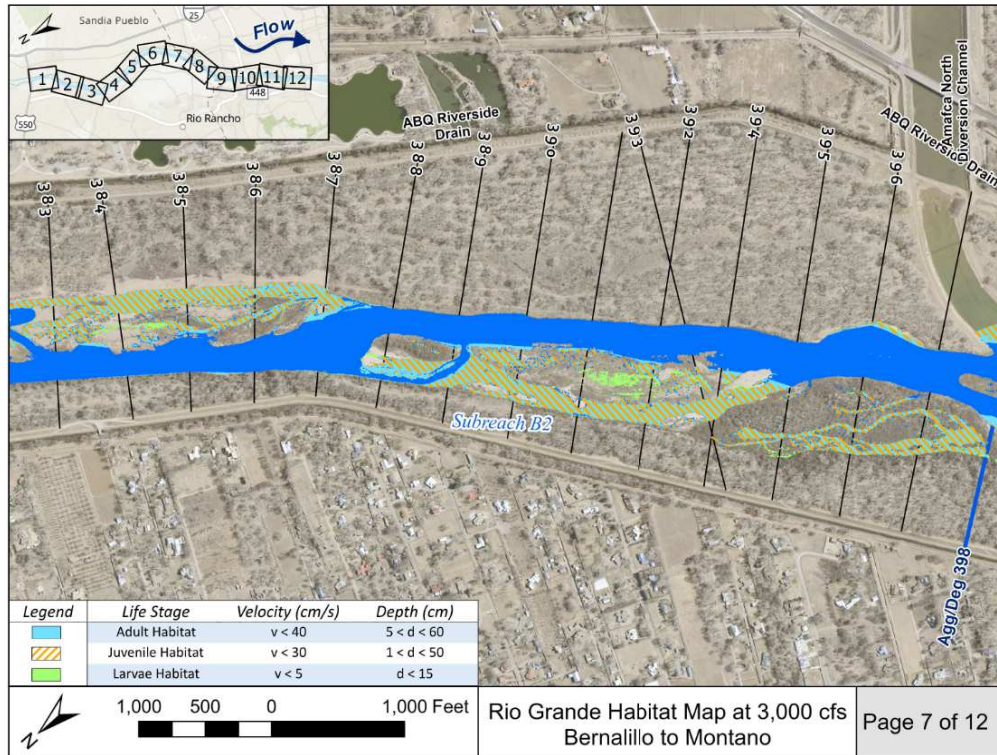 Sandia Pueblo
25
Flow
N
1 2 3 4 5 6 7 8 9 10 11 12
448
550
Rio Rancho
ABQ Riverside
Drain
Amafca North
Diversion Channel
ABQ Riverside
Drain
383
384
385
386
387
388
389
390
393
392
394
395
396
Subreach B2
Agg/Deg 398
Legend Life Stage Velocity (cm/s) Depth (cm)
Adult Habitat v < 40 5 < d < 60
Juvenile Habitat v < 30 1 < d < 50
Larvae Habitat v < 5 d < 15
N
1,000 500 0 1,000 Feet
Rio Grande Habitat Map at 3,000 cfs
Bernalillo to Montano
Page 7 of 12